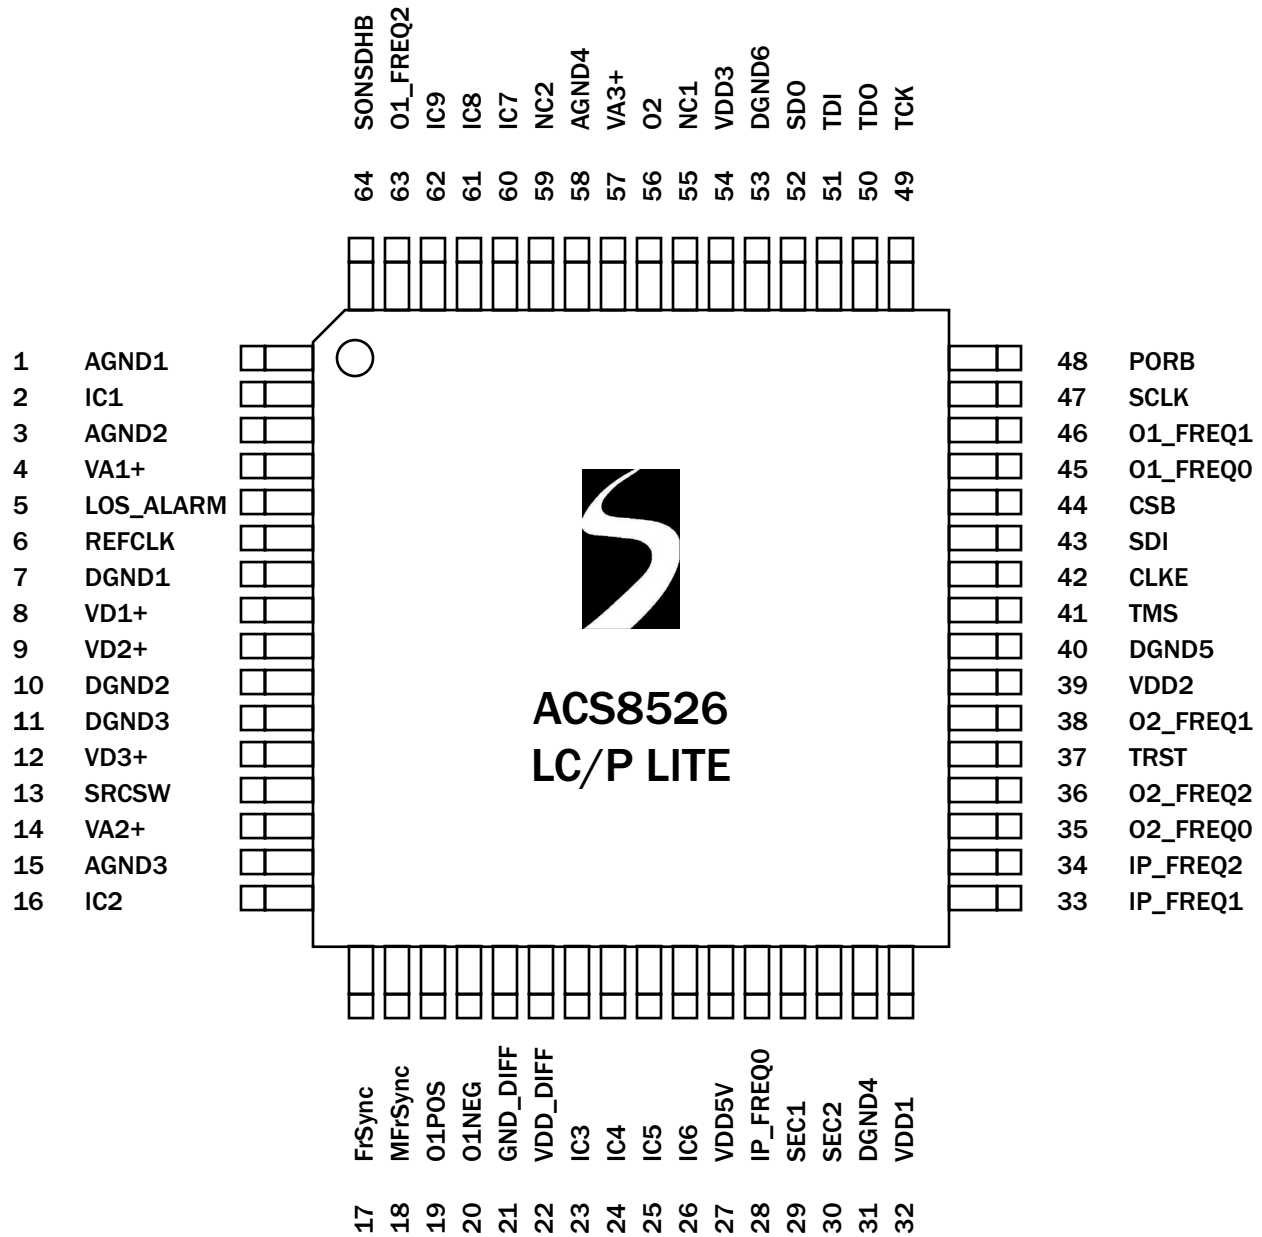 SONSDHB
O1_FREQ2
IC9
IC8
IC7
NC2
AGND4
VA3+
O2
NC1
VDD3
DGND6
SDO
TDI
TDO
TCK
64
63
62
61
60
59
58
57
56
55
54
53
52
51
50
49
1 AGND1
2 IC1
3 AGND2
4 VA1+
5 LOS_ALARM
6 REFCLK
7 DGND1
8 VD1+
9 VD2+
10 DGND2
11 DGND3
12 VD3+
13 SRCSW
14 VA2+
15 AGND3
16 IC2
ACS8526
LC/P LITE
48 PORB
47 SCLK
46 O1_FREQ1
45 O1_FREQ0
44 CSB
43 SDI
42 CLKE
41 TMS
40 DGND5
39 VDD2
38 O2_FREQ1
37 TRST
36 O2_FREQ2
35 O2_FREQ0
34 IP_FREQ2
33 IP_FREQ1
FrSync
MFrSync
O1POS
O1NEG
GND_DIFF
VDD_DIFF
IC3
IC4
IC5
IC6
VDD5V
IP_FREQ0
SEC1
SEC2
DGND4
VDD1
17
18
19
20
21
22
23
24
25
26
27
28
29
30
31
32